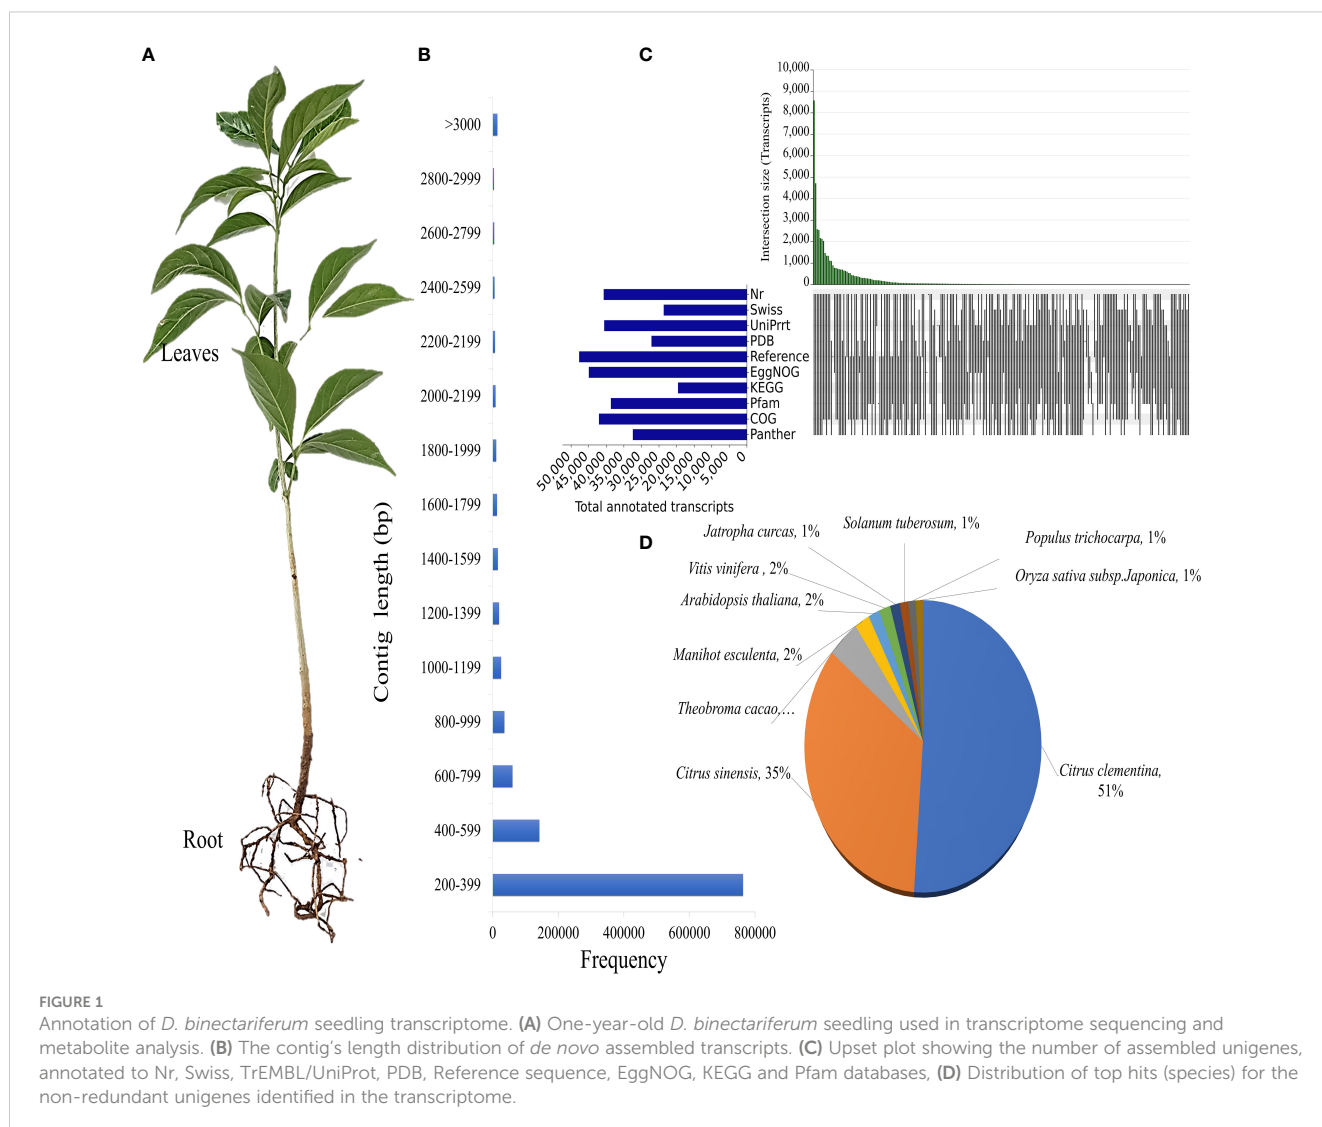 A
B
C
D
Leaves
Root
>3000
2800-2999
2600-2799
2400-2599
2200-2199
2000-2199
1800-1999
1600-1799
1400-1599
1200-1399
1000-1199
800-999
600-799
400-599
200-399
Contig length (bp)
0 200000 400000 600000 800000
Frequency
10,000
9,000
8,000
7,000
6,000
5,000
4,000
3,000
2,000
1,000
0
Intersection size (Transcripts)
Nr
Swiss
UniPrrt
PDB
Reference
EggNOG
KEGG
Pfam
COG
Panther
50,000 45,000 40,000 35,000 30,000 25,000 20,000 15,000 10,000 5,000 0
Total annotated transcripts
Jatropha curcas, 1%
Solanum tuberosum, 1%
Populus trichocarpa, 1%
Vitis vinifera , 2%
Oryza sativa subsp.Japonica, 1%
Arabidopsis thaliana, 2%
Manihot esculenta, 2%
Theobroma cacao,…
Citrus sinensis, 35%
Citrus clementina,
51%
FIGURE 1
Annotation of D. binectariferum seedling transcriptome. (A) One-year-old D. binectariferum seedling used in transcriptome sequencing and
metabolite analysis. (B) The contig's length distribution of de novo assembled transcripts. (C) Upset plot showing the number of assembled unigenes,
annotated to Nr, Swiss, TrEMBL/UniProt, PDB, Reference sequence, EggNOG, KEGG and Pfam databases, (D) Distribution of top hits (species) for the
non-redundant unigenes identified in the transcriptome.